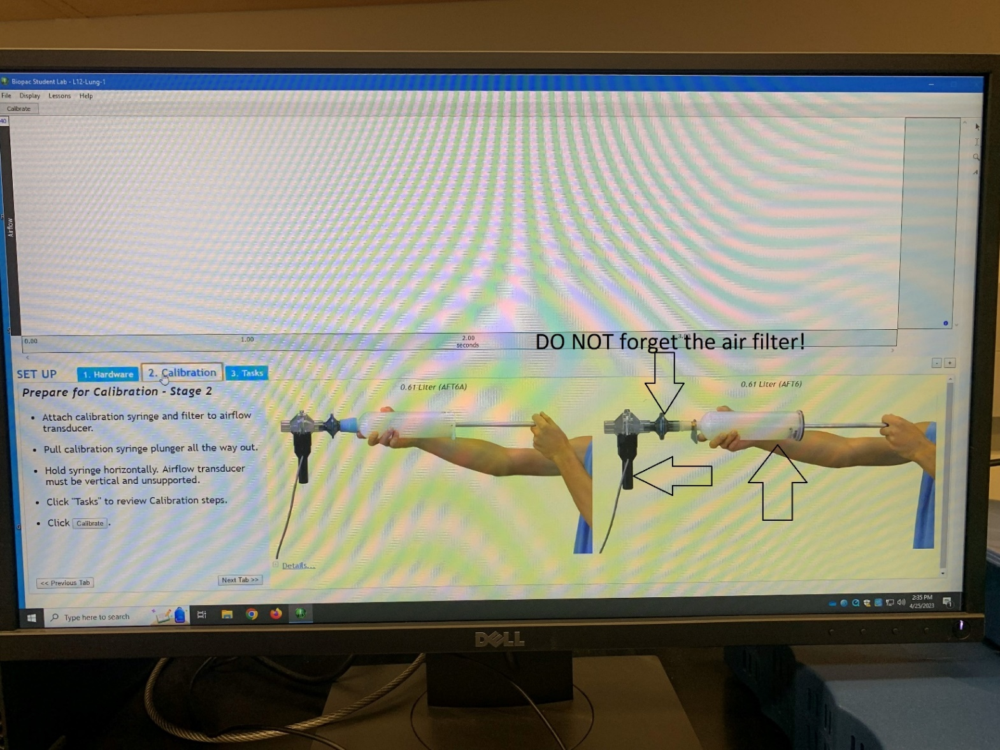 Biopac Student Lab - L12-Lung-1
File Display Lessons Help
Calibrate
40
Airflow
0.00 1.00 2.00 3.00
seconds
DO NOT forget the air filter!
SET UP 1. Hardware 2. Calibration 3. Tasks
- +
Prepare for Calibration - Stage 2
0.61 Liter (AFT6A) 0.61 Liter (AFT6)
• Attach calibration syringe and filter to airflow
transducer.
• Pull calibration syringe plunger all the way out.
• Hold syringe horizontally. Airflow transducer
must be vertical and unsupported.
• Click "Tasks" to review Calibration steps.
• Click Calibrate .
Details...
<< Previous Tab Next Tab >>
Type here to search
2:35 PM
4/25/2023
DELL